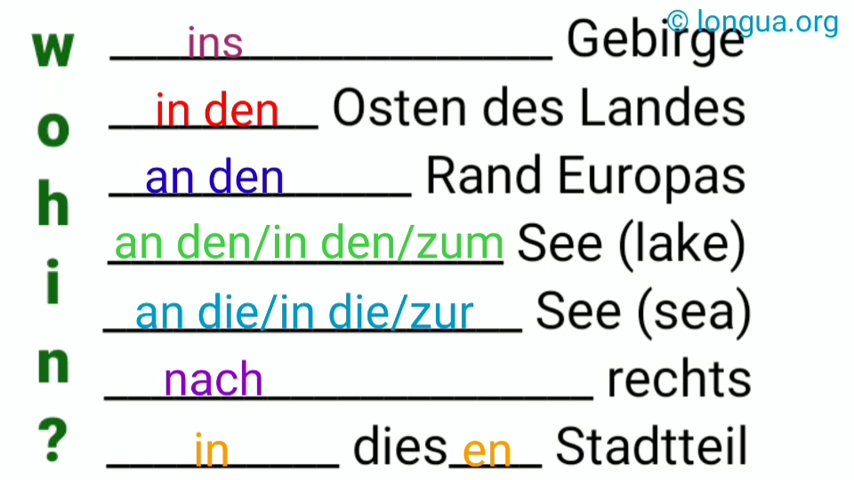 © longua.org
wohin?
ins Gebirge
in den Osten des Landes
an den Rand Europas
an den/in den/zum See (lake)
an die/in die/zur See (sea)
nach rechts
in diesen Stadtteil